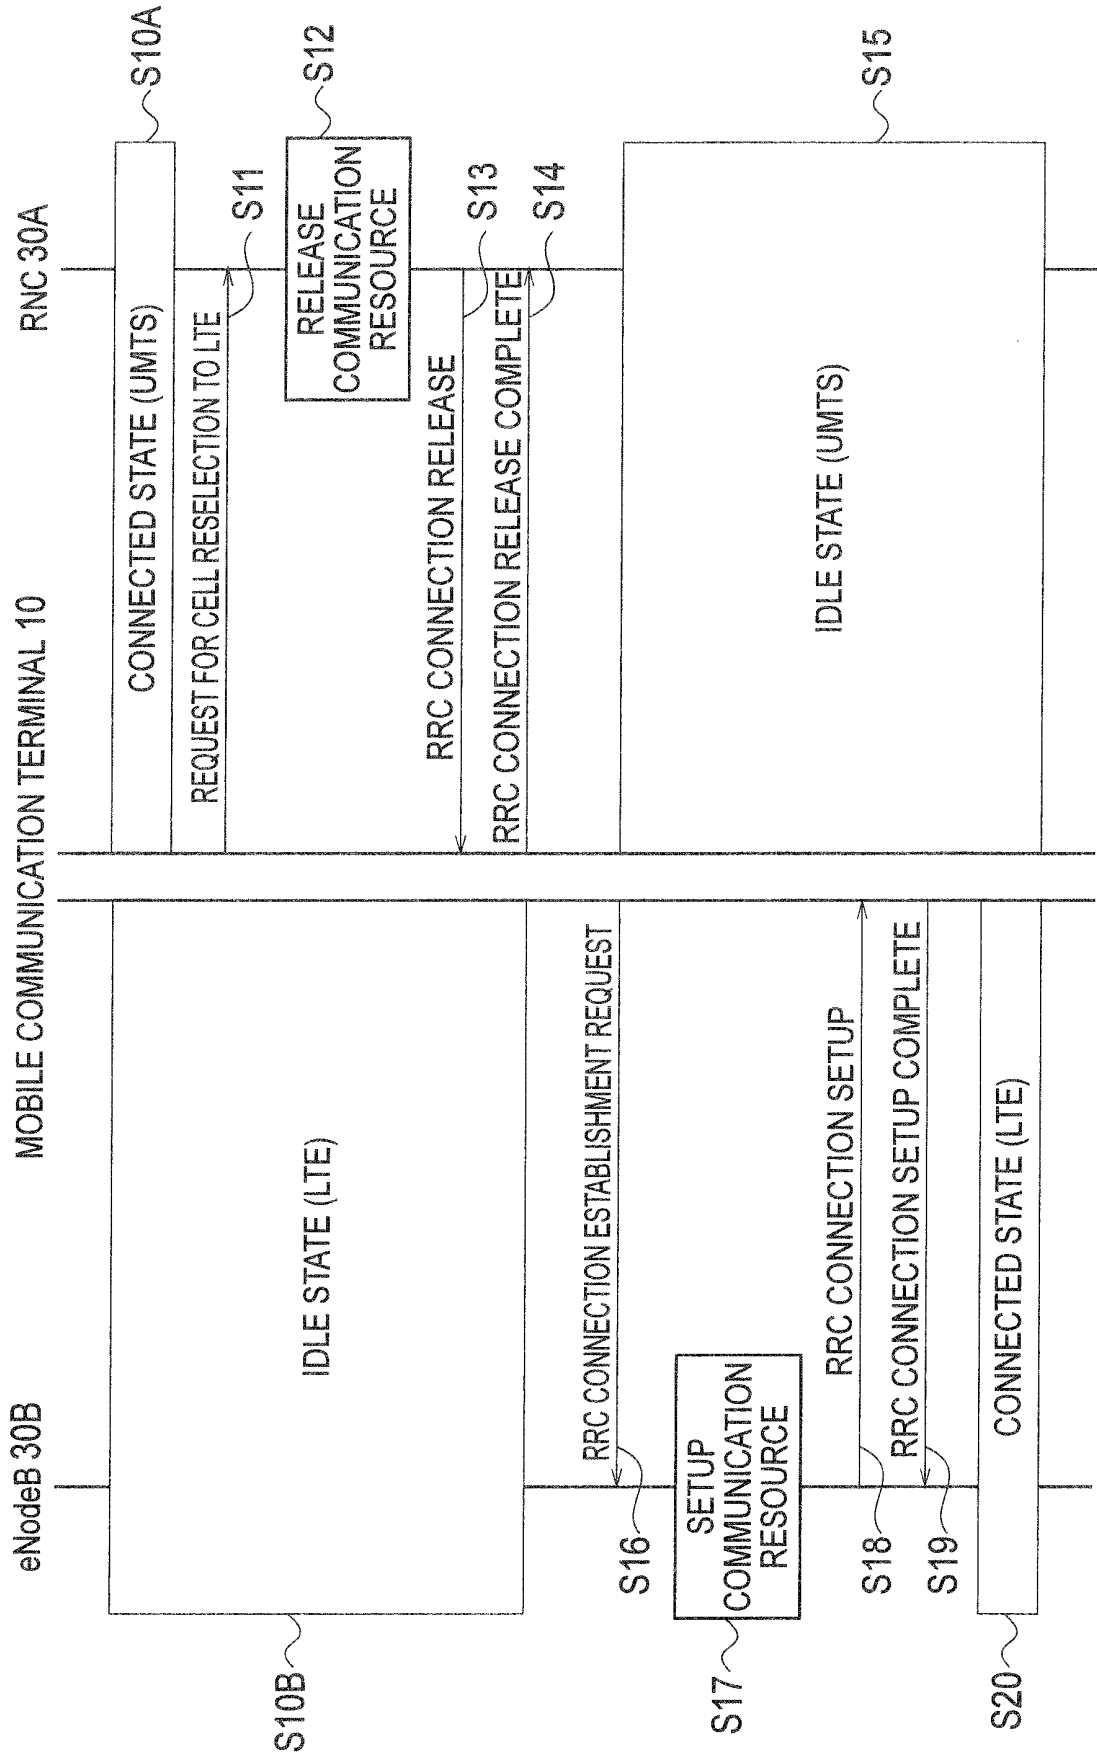 eNodeB 30B
MOBILE COMMUNICATION TERMINAL 10
RNC 30A
S10B
IDLE STATE (LTE)
CONNECTED STATE (UMTS)
S10A
REQUEST FOR CELL RESELECTION TO LTE
S11
RELEASE
COMMUNICATION
RESOURCE
S12
RRC CONNECTION RELEASE
S13
RRC CONNECTION RELEASE COMPLETE
S14
IDLE STATE (UMTS)
S15
RRC CONNECTION ESTABLISHMENT REQUEST
S16
SETUP
COMMUNICATION
RESOURCE
S17
RRC CONNECTION SETUP
S18
RRC CONNECTION SETUP COMPLETE
S19
CONNECTED STATE (LTE)
S20